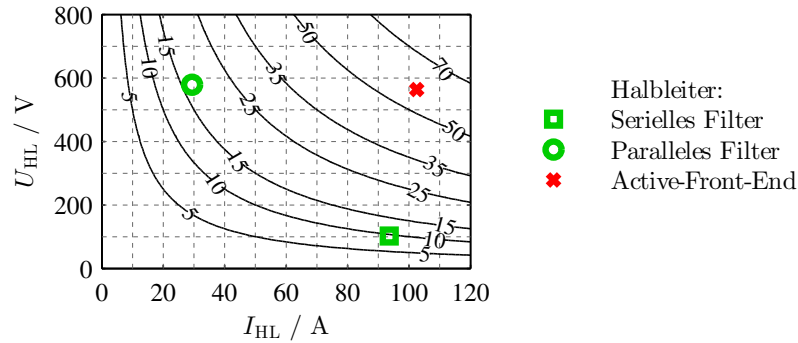 800
600
400
200
0
U_HL / V
0 20 40 60 80 100 120
I_HL / A
5 10 15 25 35 50 70
50
35
25
15
10
5
15
10
5
Halbleiter:
Serielles Filter
Paralleles Filter
Active-Front-End